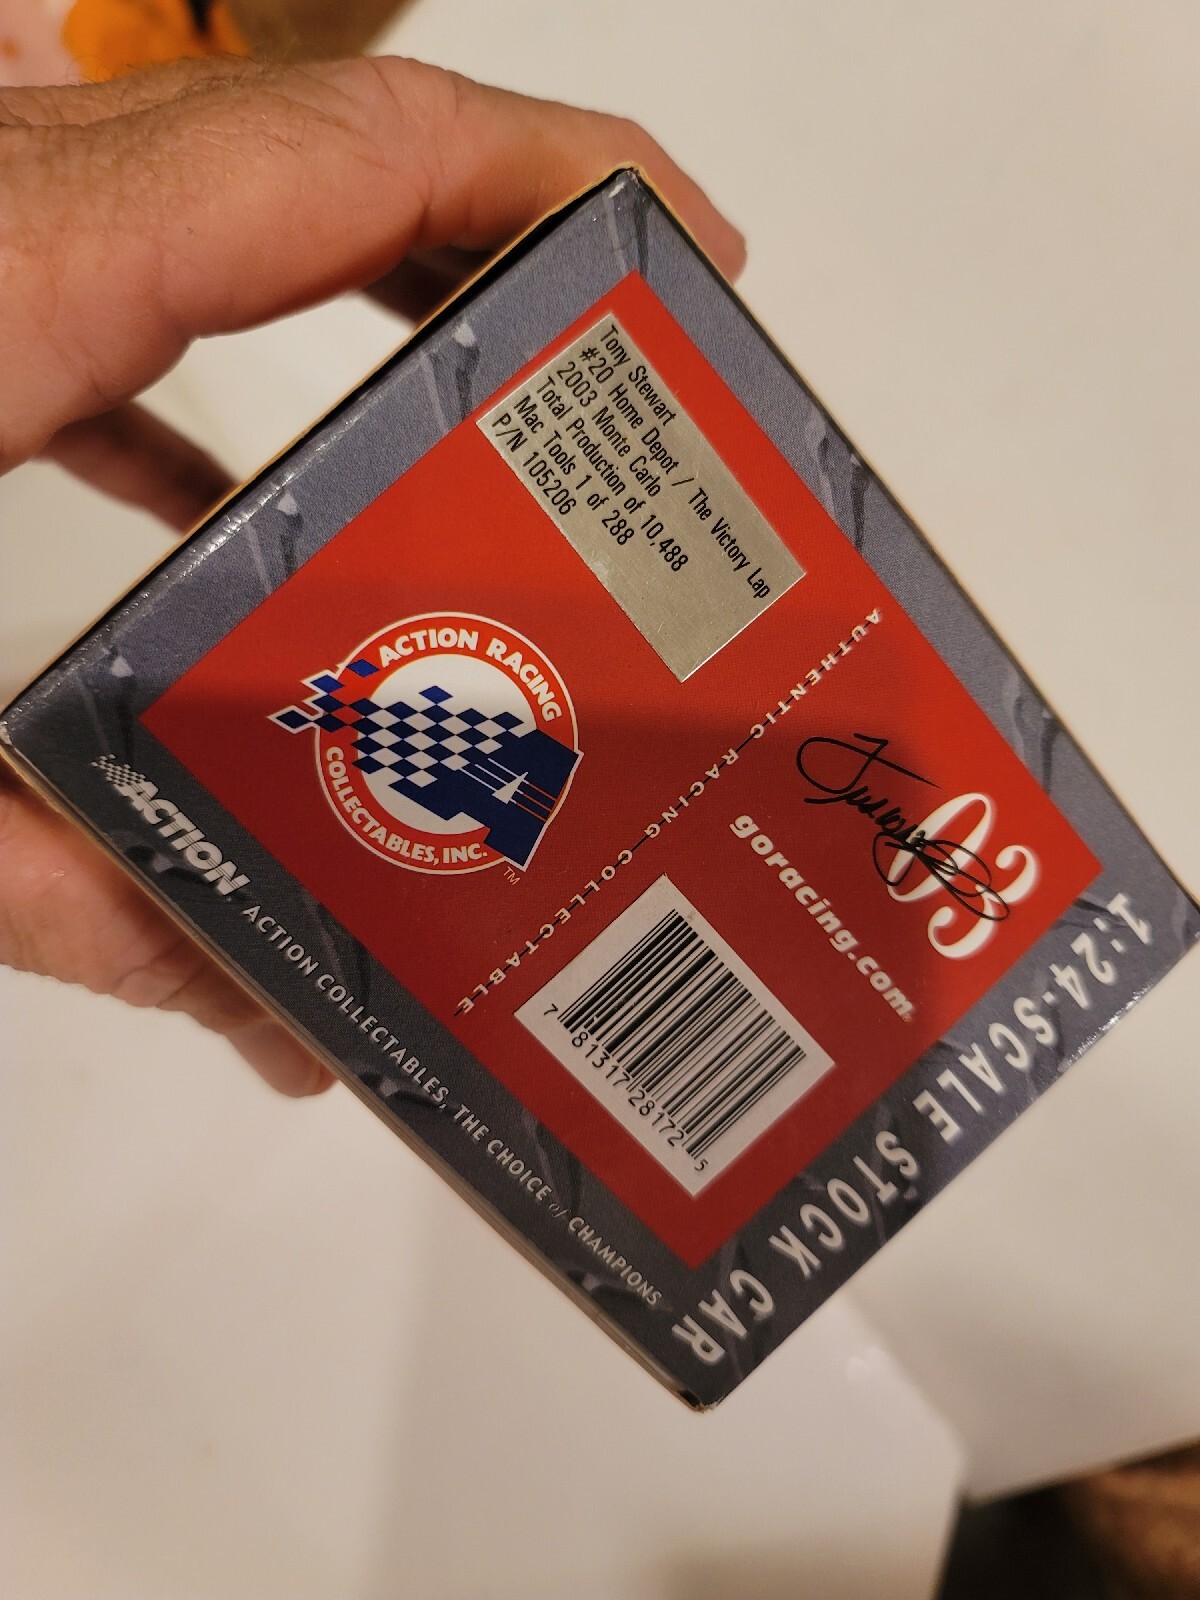 Tony Stewart
#20 Home Depot / The Victory Lap
2003 Monte Carlo
Total Production of 10,488
Mac Tools 1 of 288
P/N 105206
ACTION RACING
COLLECTABLES, INC.™
AUTHENTIC RACING COLLECTABLE
03
goracing.com
7 81317 28172 5
ACTION
ACTION COLLECTABLES, THE CHOICE of CHAMPIONS
1:24-SCALE STOCK CAR